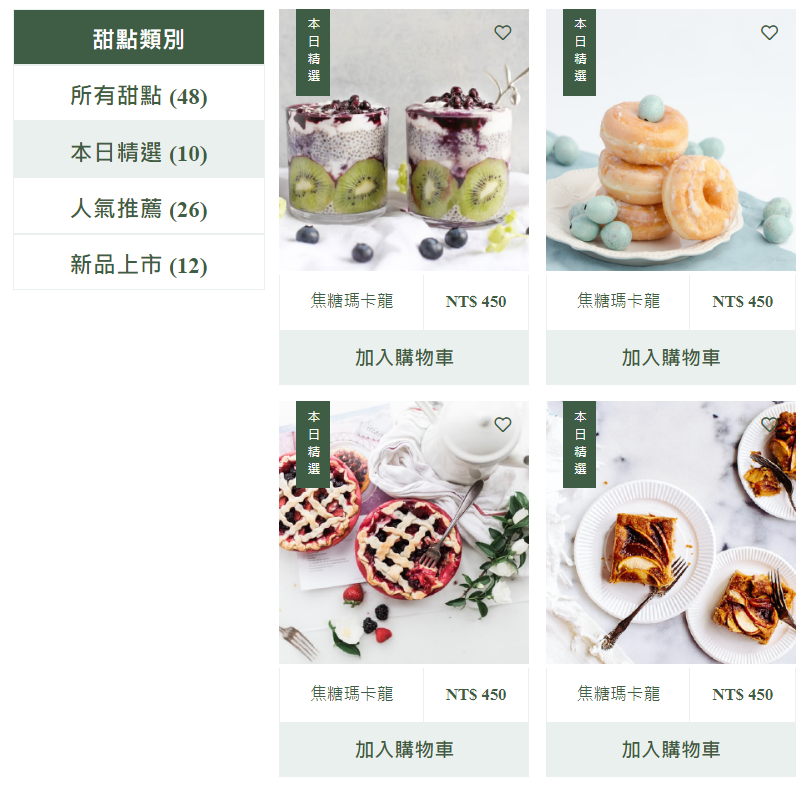 甜點類別
所有甜點 (48)
本日精選 (10)
人氣推薦 (26)
新品上市 (12)
本日精選
焦糖瑪卡龍 NT$ 450
加入購物車
本日精選
焦糖瑪卡龍 NT$ 450
加入購物車
本日精選
焦糖瑪卡龍 NT$ 450
加入購物車
本日精選
焦糖瑪卡龍 NT$ 450
加入購物車